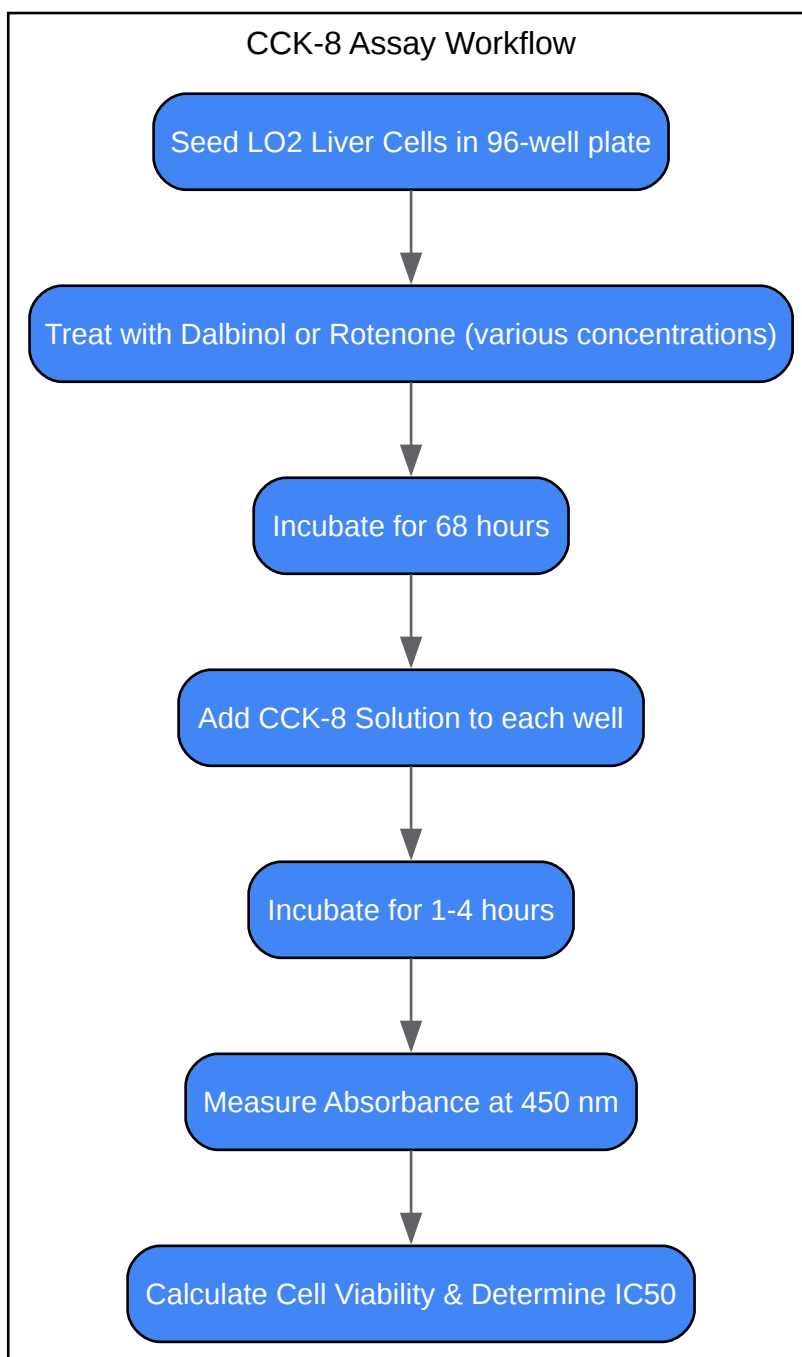 CCK-8 Assay Workflow
Seed LO2 Liver Cells in 96-well plate
Treat with Dalbinol or Rotenone (various concentrations)
Incubate for 68 hours
Add CCK-8 Solution to each well
Incubate for 1-4 hours
Measure Absorbance at 450 nm
Calculate Cell Viability & Determine IC50